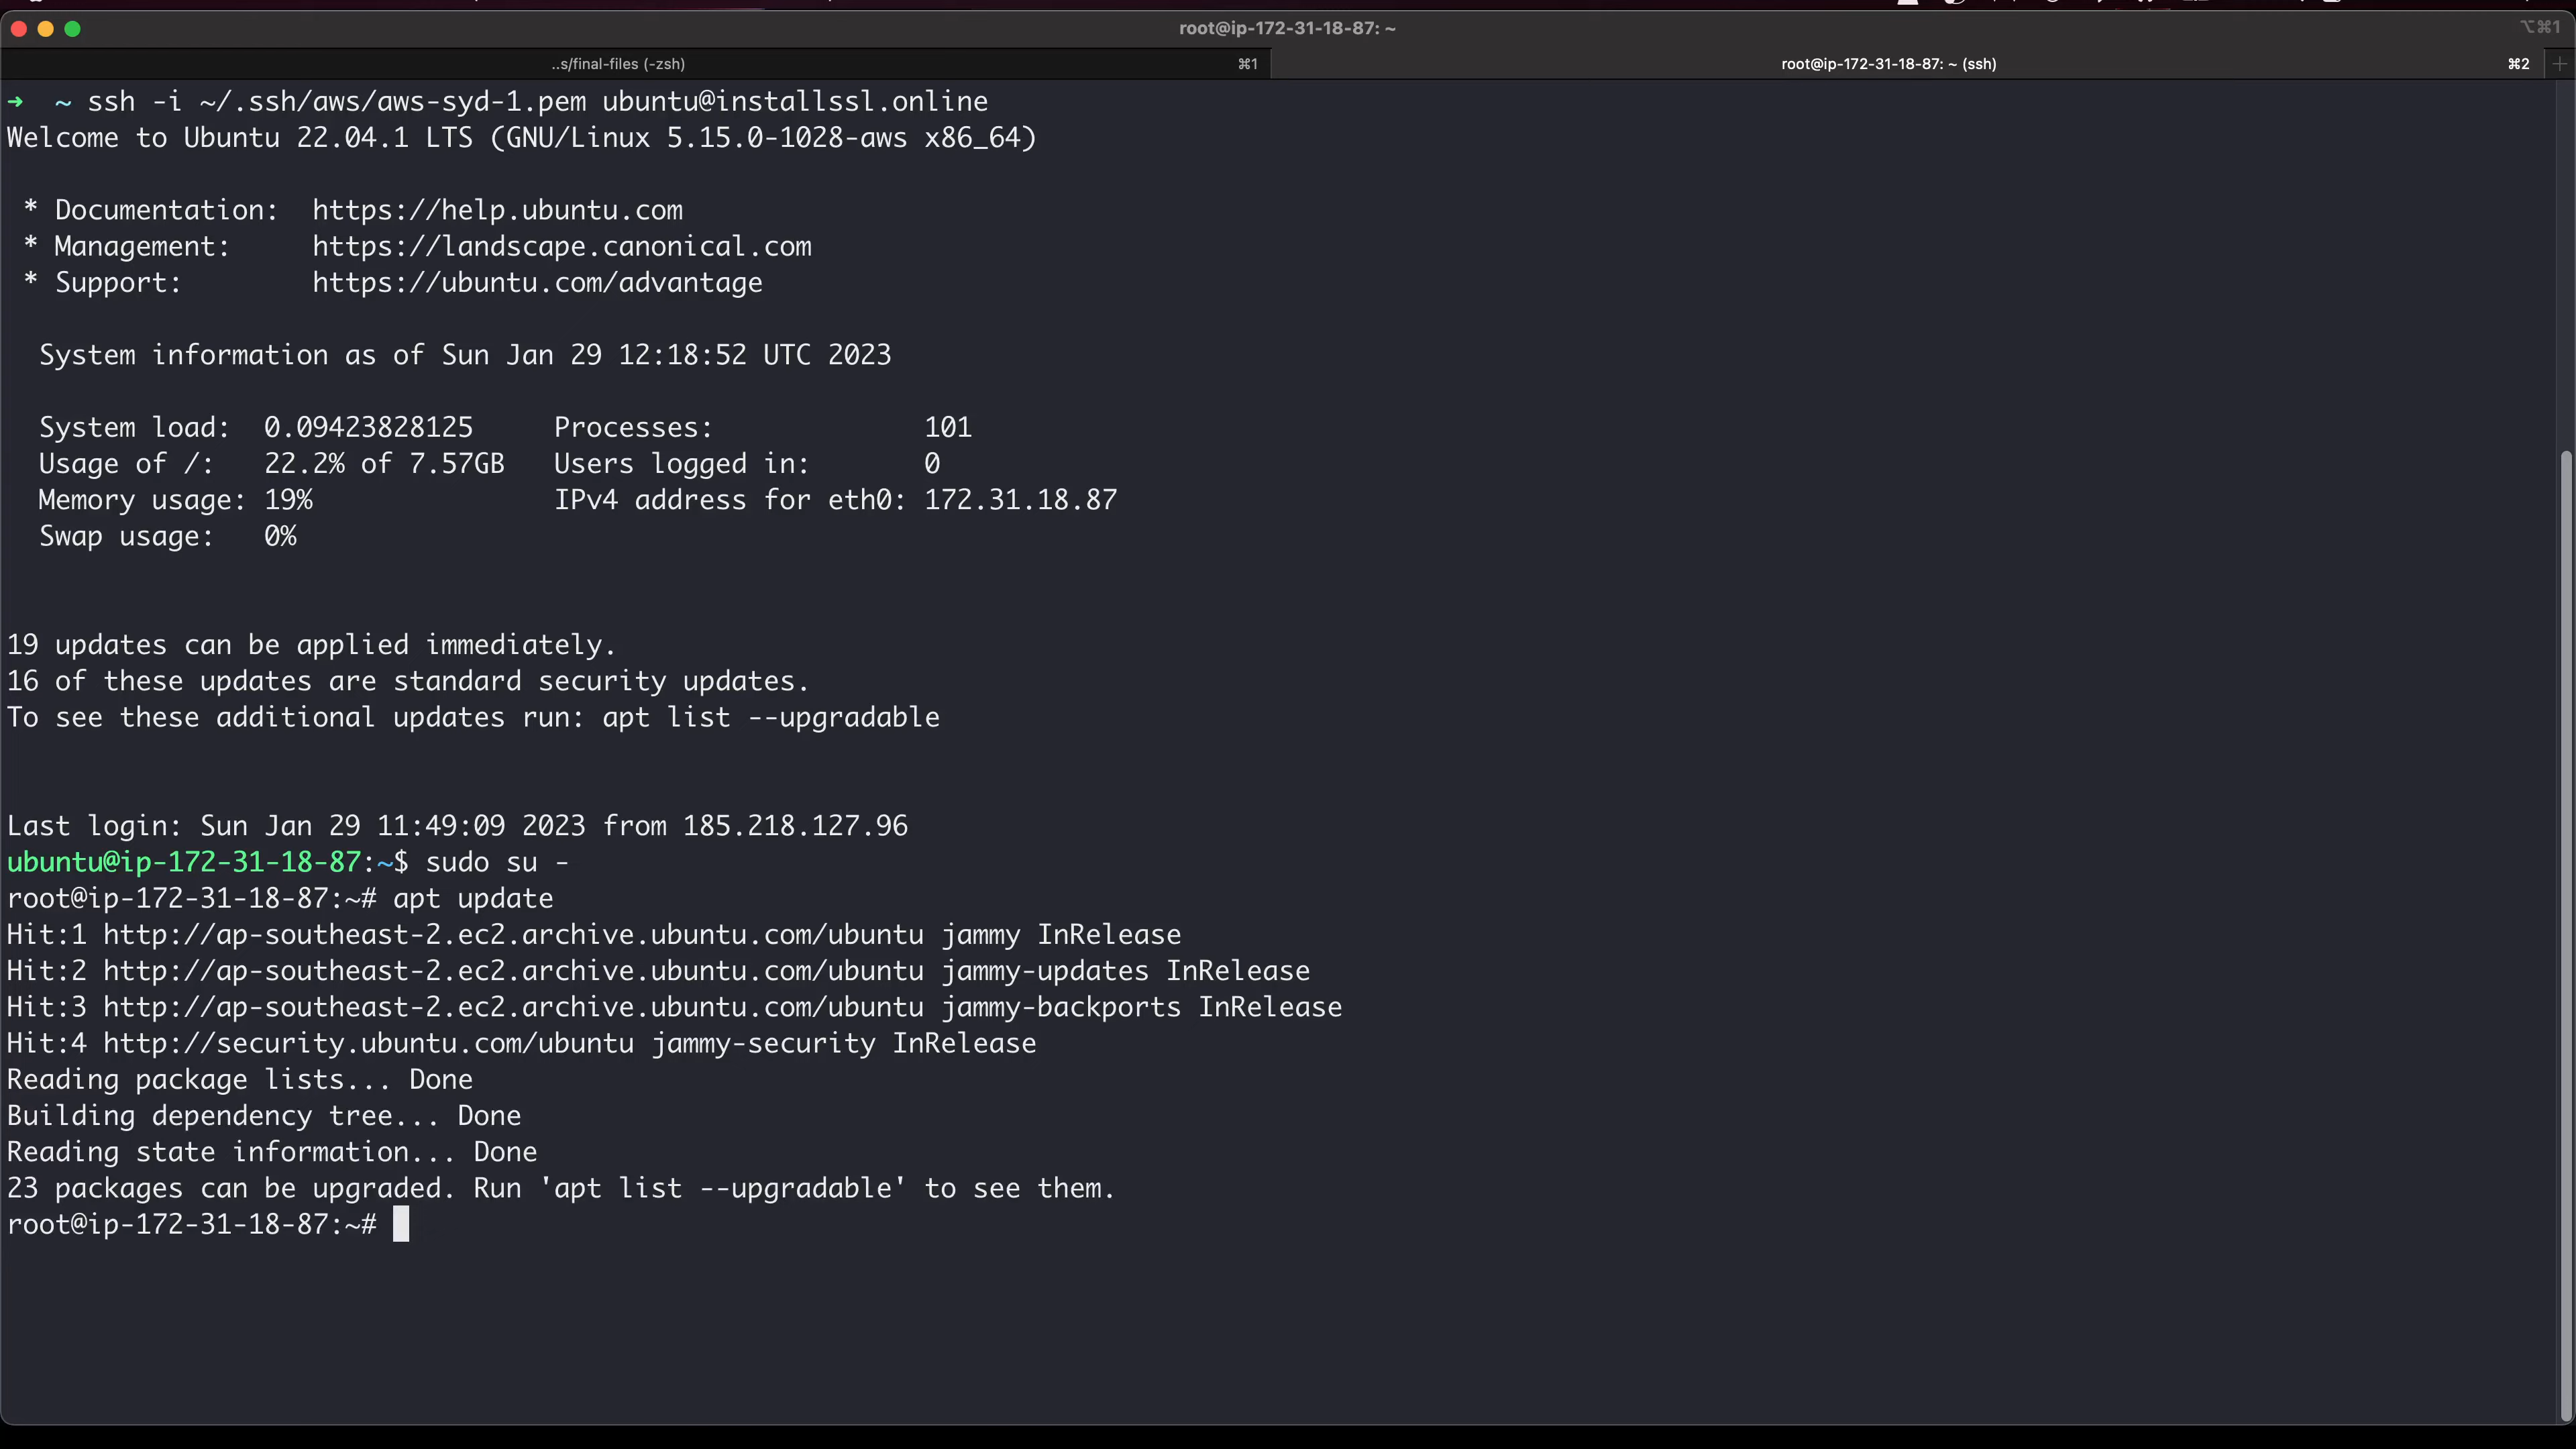 root@ip-172-31-18-87: ~
⌥⌘1
..s/final-files (-zsh) ⌘1
root@ip-172-31-18-87: ~ (ssh) ⌘2
➜ ~ ssh -i ~/.ssh/aws/aws-syd-1.pem ubuntu@installssl.online
Welcome to Ubuntu 22.04.1 LTS (GNU/Linux 5.15.0-1028-aws x86_64)
* Documentation: https://help.ubuntu.com
* Management: https://landscape.canonical.com
* Support: https://ubuntu.com/advantage
System information as of Sun Jan 29 12:18:52 UTC 2023
System load: 0.09423828125 Processes: 101
Usage of /: 22.2% of 7.57GB Users logged in: 0
Memory usage: 19% IPv4 address for eth0: 172.31.18.87
Swap usage: 0%
19 updates can be applied immediately.
16 of these updates are standard security updates.
To see these additional updates run: apt list --upgradable
Last login: Sun Jan 29 11:49:09 2023 from 185.218.127.96
ubuntu@ip-172-31-18-87:~$ sudo su -
root@ip-172-31-18-87:~# apt update
Hit:1 http://ap-southeast-2.ec2.archive.ubuntu.com/ubuntu jammy InRelease
Hit:2 http://ap-southeast-2.ec2.archive.ubuntu.com/ubuntu jammy-updates InRelease
Hit:3 http://ap-southeast-2.ec2.archive.ubuntu.com/ubuntu jammy-backports InRelease
Hit:4 http://security.ubuntu.com/ubuntu jammy-security InRelease
Reading package lists... Done
Building dependency tree... Done
Reading state information... Done
23 packages can be upgraded. Run 'apt list --upgradable' to see them.
root@ip-172-31-18-87:~#